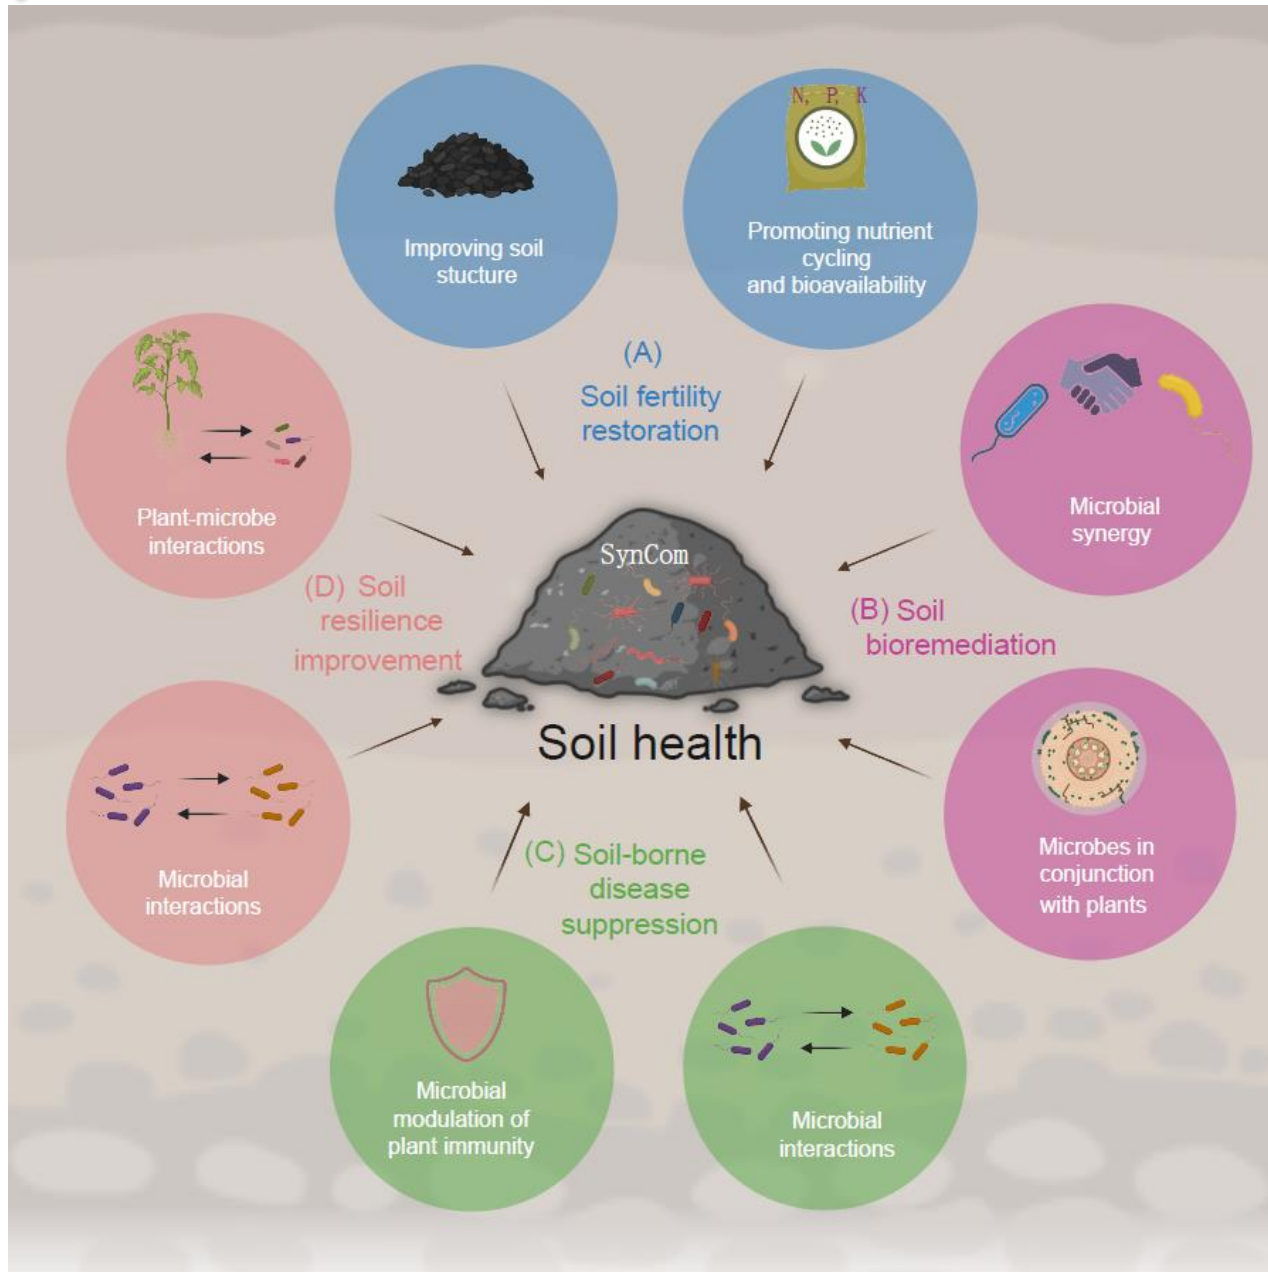 N, P, K
Improving soil
stucture
Promoting nutrient
cycling
and bioavailability
(A)
Soil fertility
restoration
Plant-microbe
interactions
Microbial
synergy
SynCom
(D) Soil
resilience
improvement
(B) Soil
bioremediation
Soil health
Microbial
interactions
Microbes in
conjunction
with plants
(C) Soil-borne
disease
suppression
Microbial
modulation of
plant immunity
Microbial
interactions